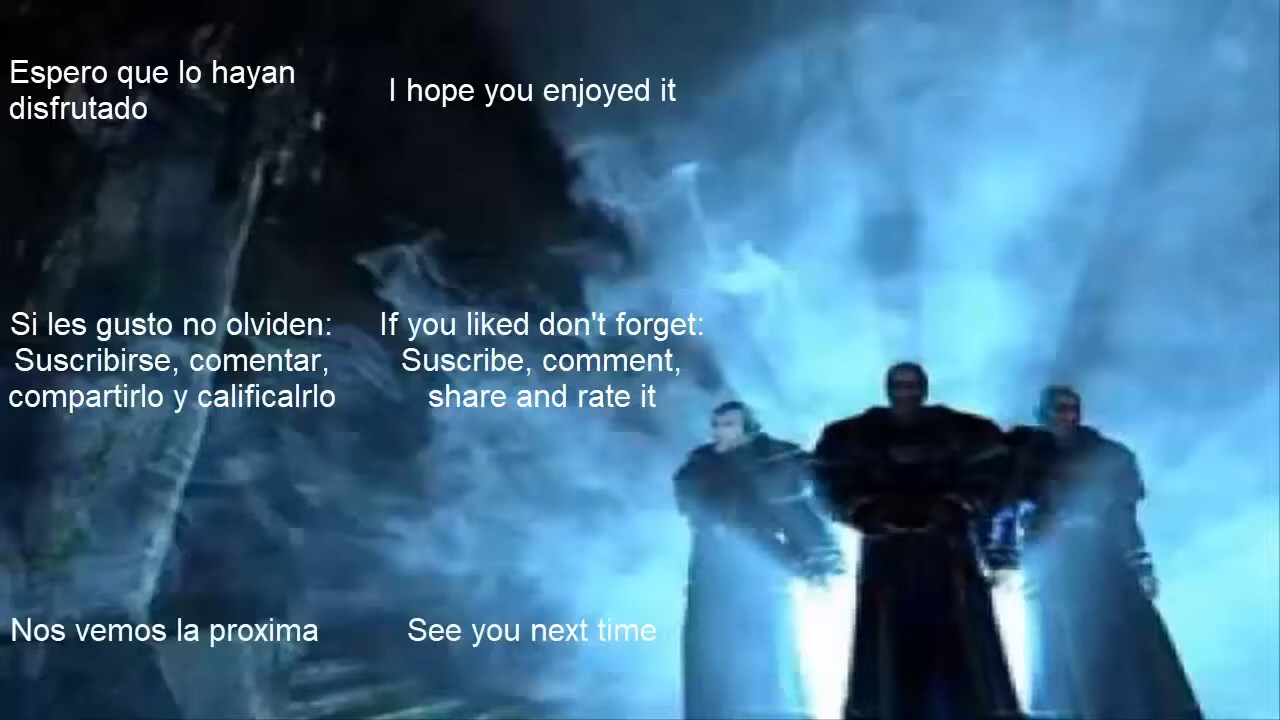 Espero que lo hayan
disfrutado
I hope you enjoyed it
Si les gusto no olviden:
Suscribirse, comentar,
compartirlo y calificalrlo
If you liked don't forget:
Suscribe, comment,
share and rate it
Nos vemos la proxima
See you next time